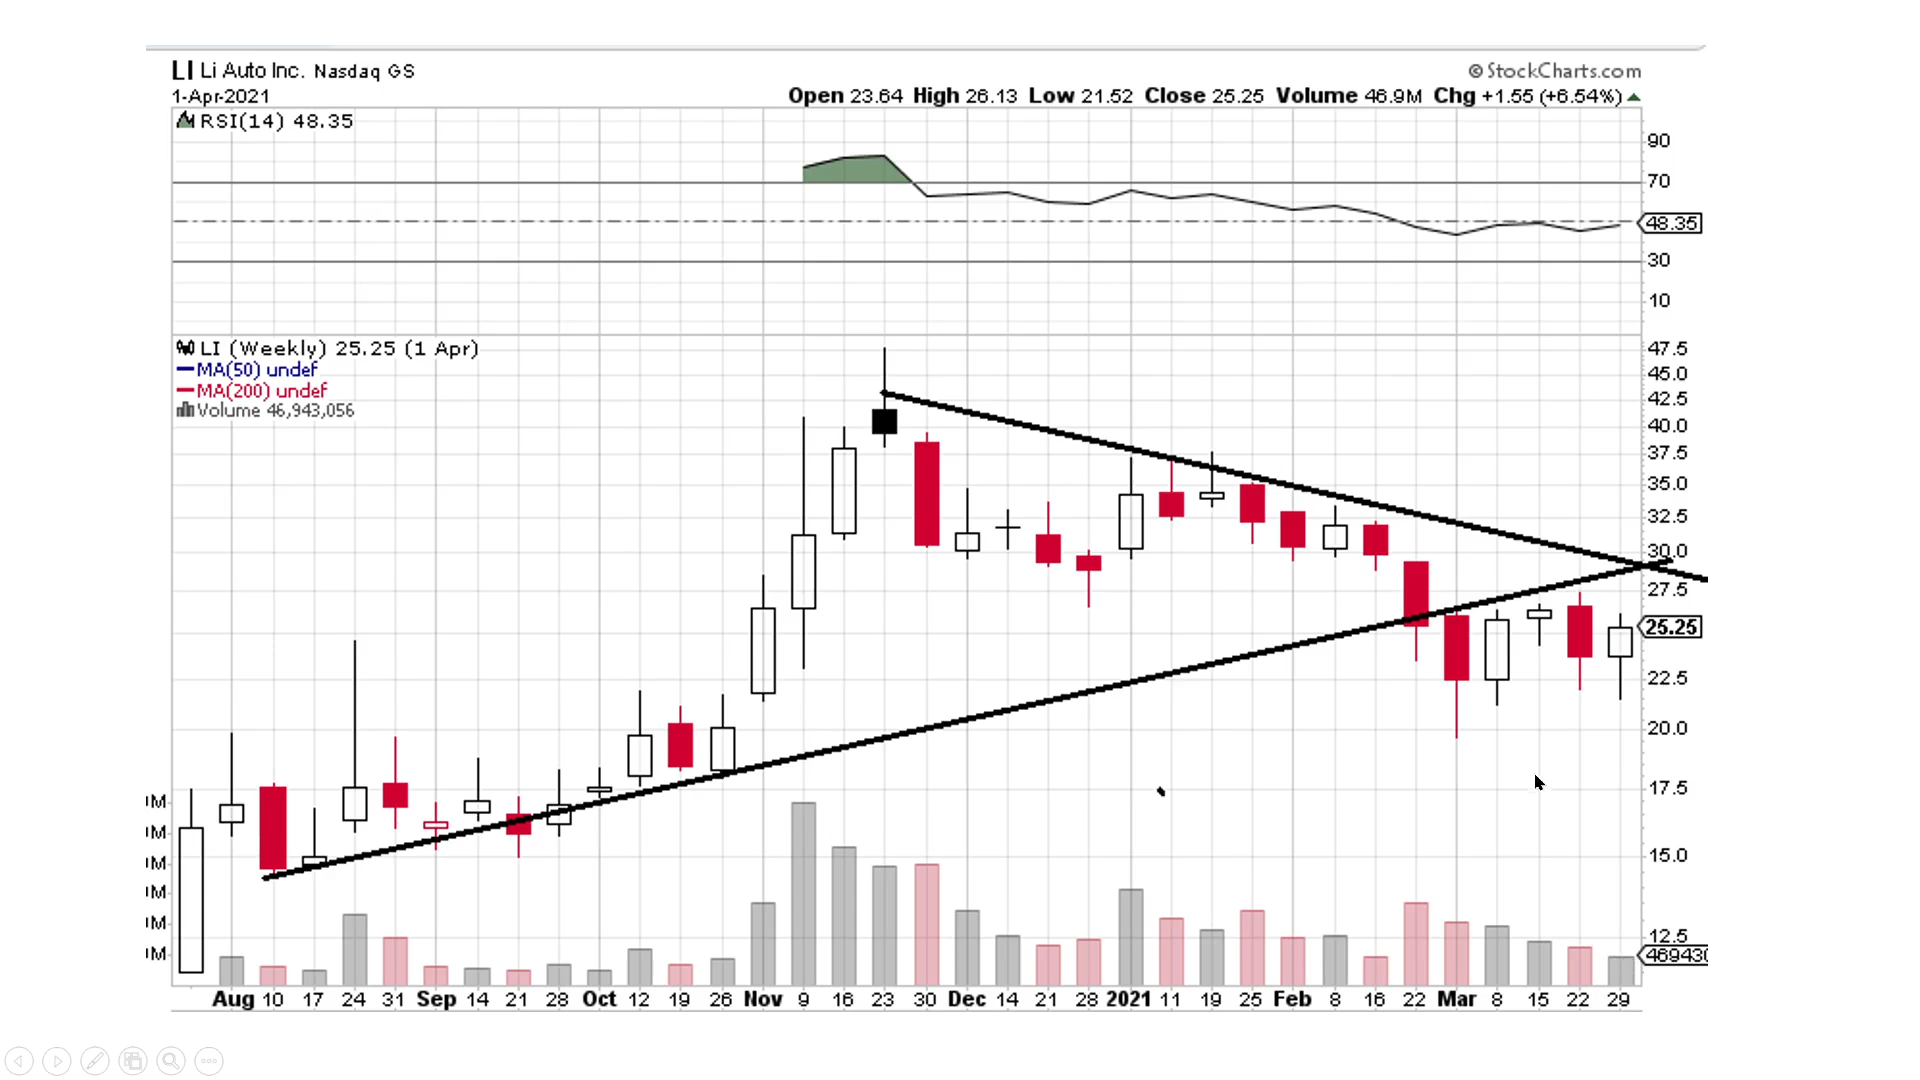 LI Li Auto Inc. Nasdaq GS
© StockCharts.com
1-Apr-2021
Open 23.64 High 26.13 Low 21.52 Close 25.25 Volume 46.9M Chg +1.55 (+6.54%)
RSI(14) 48.35
90
70
48.35
30
10
LI (Weekly) 25.25 (1 Apr)
MA(50) undef
MA(200) undef
Volume 46,943,056
47.5
45.0
42.5
40.0
37.5
35.0
32.5
30.0
27.5
25.25
22.5
20.0
17.5
15.0
12.5
469430
M
M
M
M
M
M
Aug 10 17 24 31 Sep 14 21 28 Oct 12 19 26 Nov 9 16 23 30 Dec 14 21 28 2021 11 19 25 Feb 8 16 22 Mar 8 15 22 29